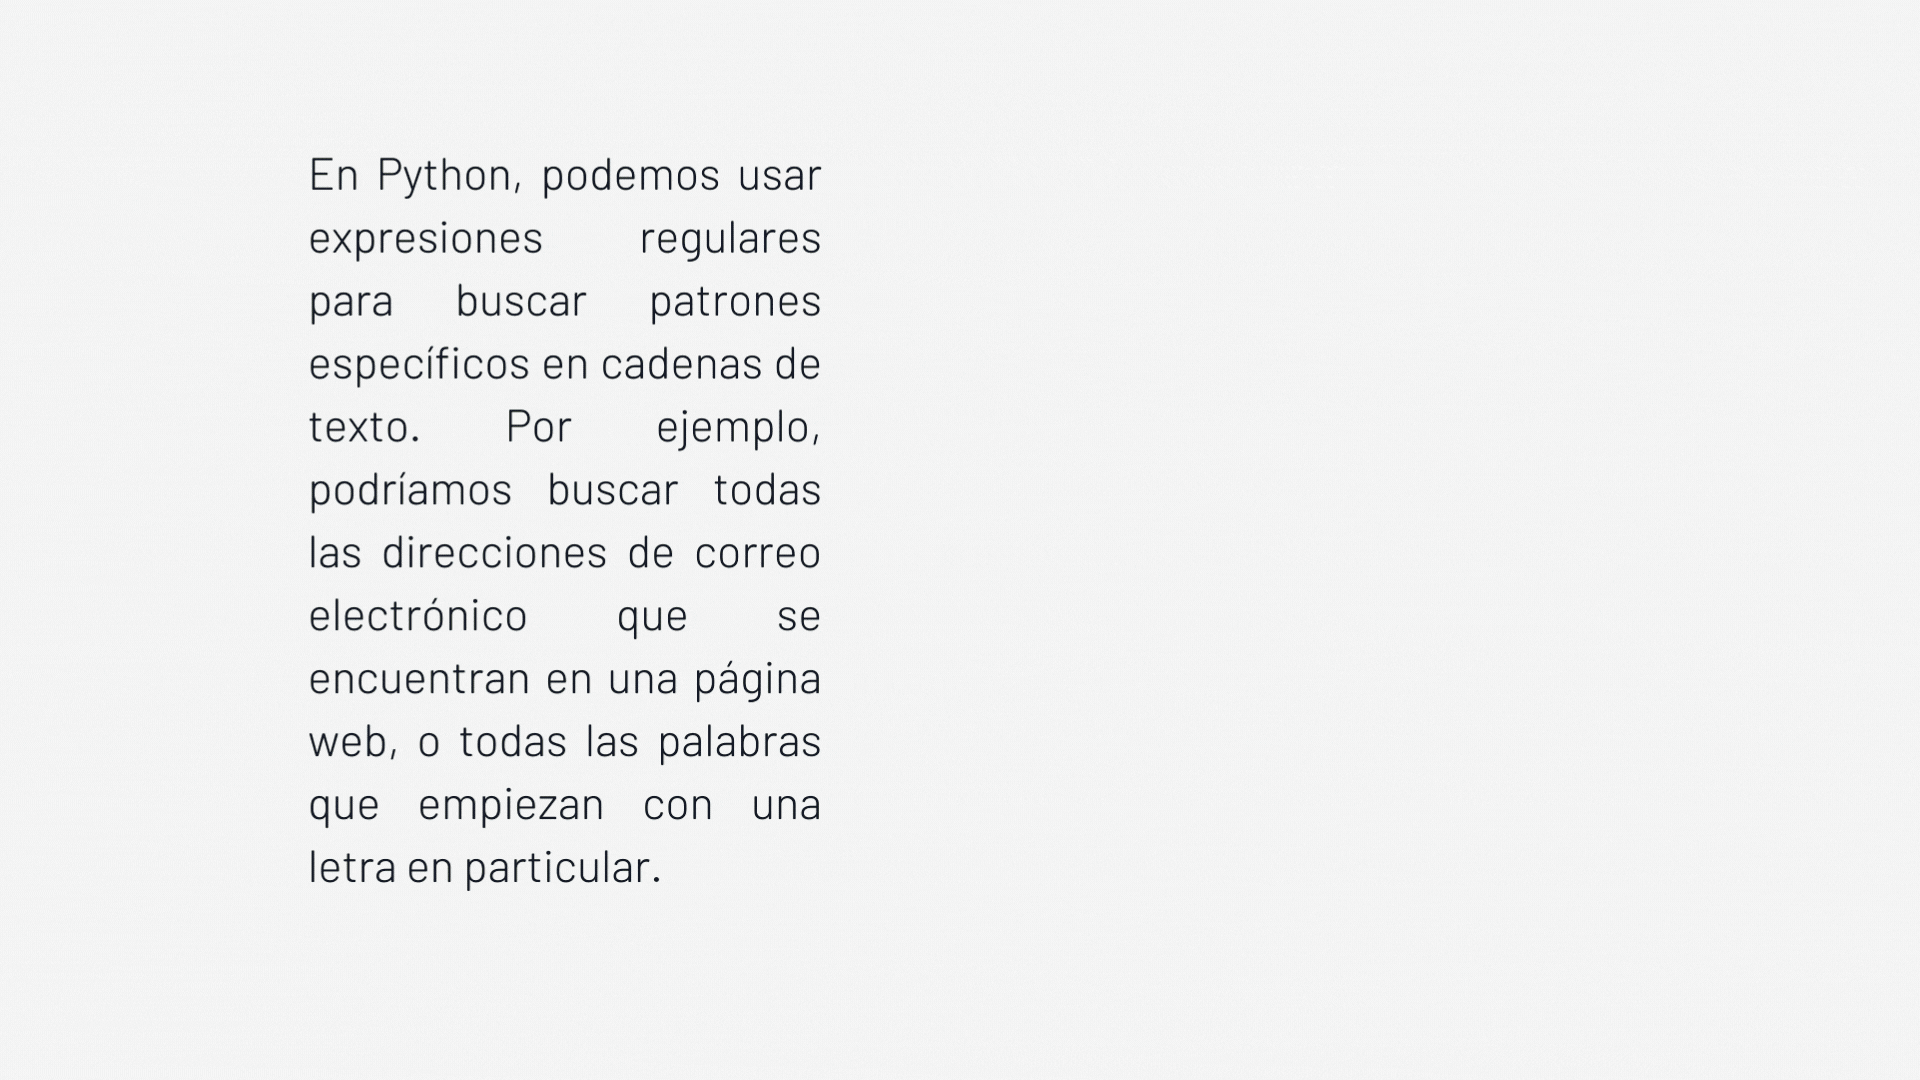 En Python, podemos usar
expresiones regulares
para buscar patrones
específicos en cadenas de
texto. Por ejemplo,
podríamos buscar todas
las direcciones de correo
electrónico que se
encuentran en una página
web, o todas las palabras
que empiezan con una
letra en particular.